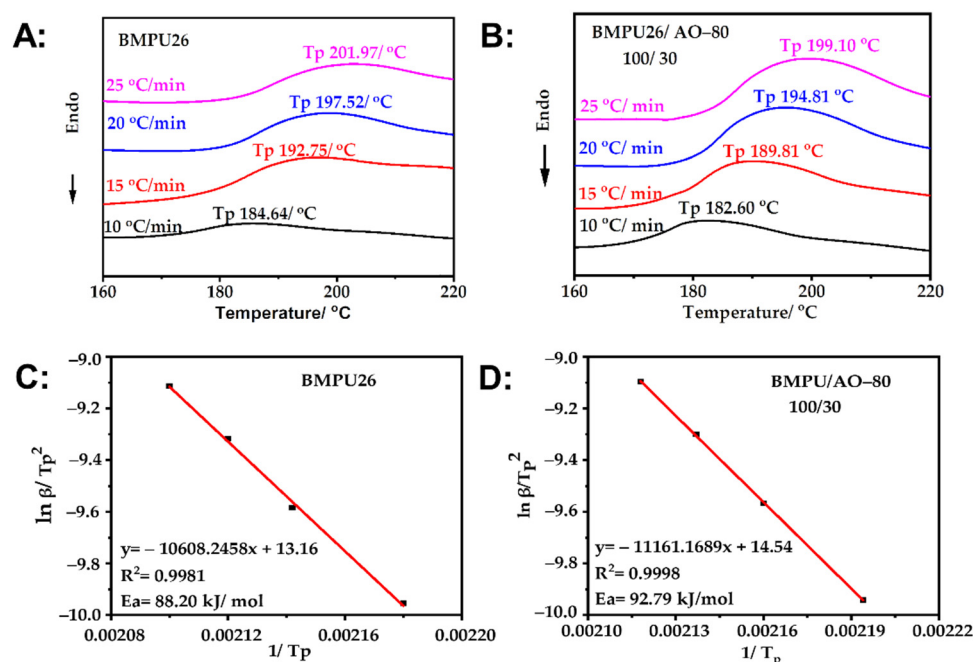 A:
BMPU26
Tp 201.97/ °C
25 °C/min
Tp 197.52/ °C
20 °C/min
Tp 192.75/ °C
15 °C/min
Tp 184.64/ °C
10 °C/min
Endo
160 180 200 220
Temperature/ °C
B:
BMPU26/ AO–80
100/ 30
Tp 199.10 °C
25 °C/ min
Tp 194.81 °C
20 °C/ min
Tp 189.81 °C
15 °C/ min
Tp 182.60 °C
10 °C/ min
Endo
160 180 200 220
Temperature/ °C
C:
BMPU26
–9.0
–9.2
–9.4
–9.6
–9.8
–10.0
ln β/ Tp²
y= – 10608.2458x + 13.16
R²= 0.9981
Ea= 88.20 kJ/ mol
0.00208 0.00212 0.00216 0.00220
1/ Tp
D:
BMPU/AO–80
100/30
–9.0
–9.2
–9.4
–9.6
–9.8
–10.0
ln β/Tp²
y= – 11161.1689x + 14.54
R²= 0.9998
Ea= 92.79 kJ/mol
0.00210 0.00213 0.00216 0.00219 0.00222
1/ Tp